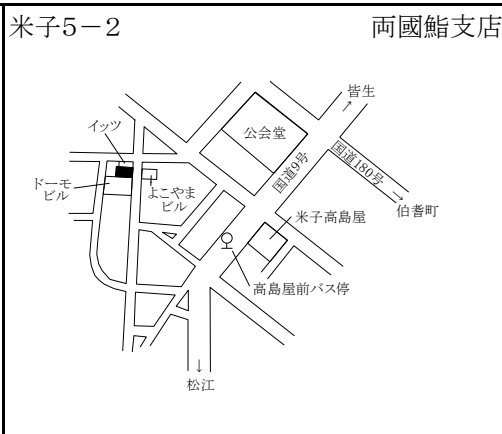 米子5-2
両國鮨支店
皆生
↑
イッツ
公会堂
国道9号
国道180号
→
伯耆町
ドーモ
ビル
よこやま
ビル
米子高島屋
高島屋前バス停
↓
松江